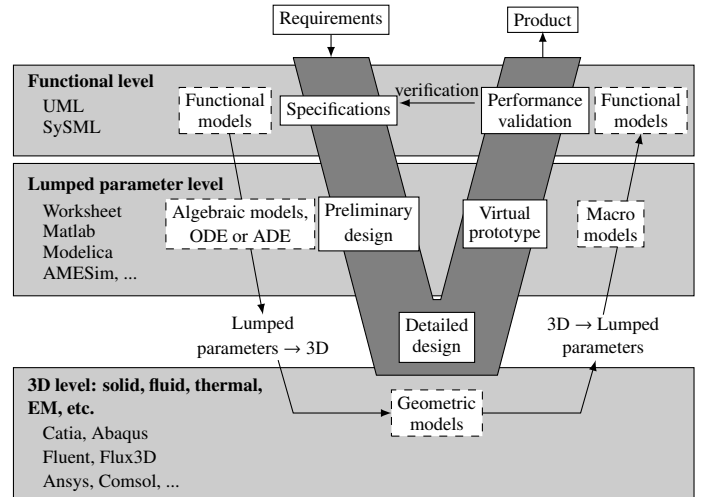 Requirements
Product
Functional level
UML
SySML
Functional
models
Specifications
verification
Performance
validation
Functional
models
Lumped parameter level
Worksheet
Matlab
Modelica
AMESim, ...
Algebraic models,
ODE or ADE
Preliminary
design
Virtual
prototype
Macro
models
Lumped
parameters → 3D
Detailed
design
3D → Lumped
parameters
3D level: solid, fluid, thermal,
EM, etc.
Catia, Abaqus
Fluent, Flux3D
Ansys, Comsol, ...
Geometric
models